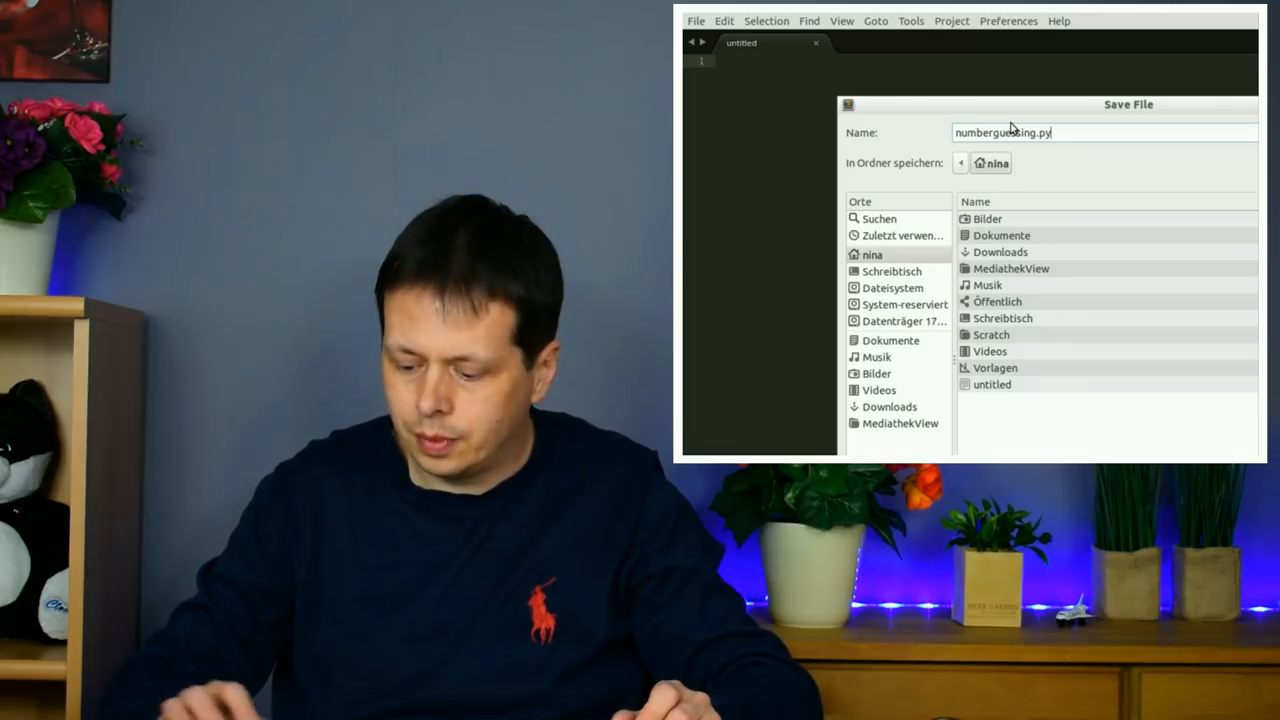 File Edit Selection Find View Goto Tools Project Preferences Help
untitled
1
Save File
Name: numberguessing.py
In Ordner speichern: nina
Orte
Name
Suchen
Bilder
Zuletzt verwen...
Dokumente
nina
Downloads
Schreibtisch
MediathekView
Dateisystem
Musik
System-reserviert
Öffentlich
Datenträger 17...
Schreibtisch
Dokumente
Scratch
Musik
Videos
Bilder
Vorlagen
Videos
untitled
Downloads
MediathekView
HERB GARDEN